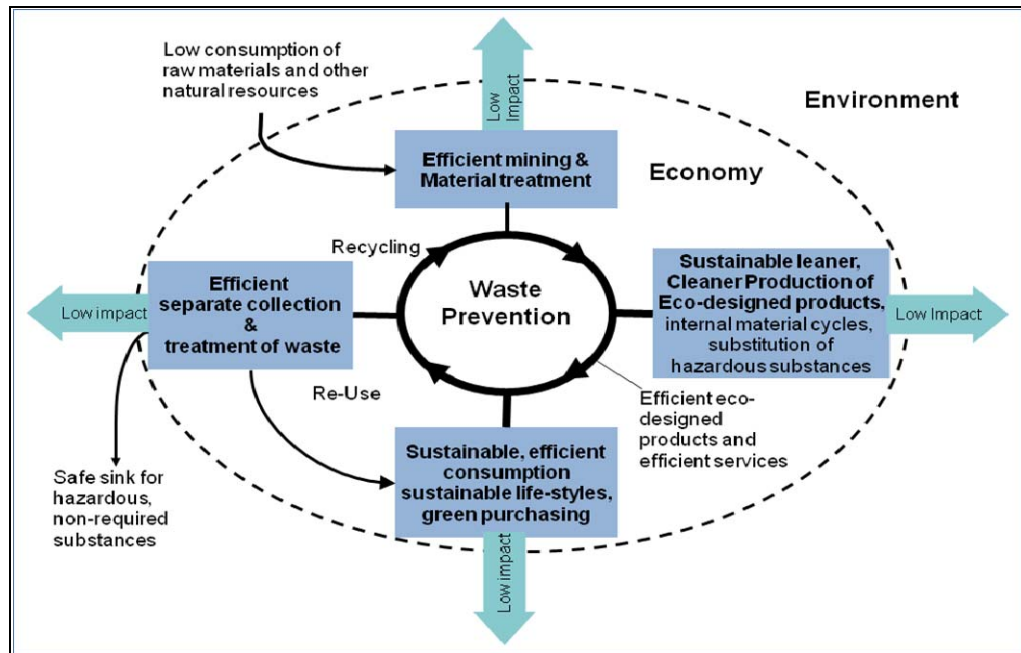 Low consumption of
raw materials and other
natural resources
Low
Impact
Environment
Efficient mining &
Material treatment
Economy
Recycling
Efficient
separate collection
&
treatment of waste
Low impact
Waste
Prevention
Sustainable leaner,
Cleaner Production of
Eco-designed products,
internal material cycles,
substitution of
hazardous substances
Low Impact
Re-Use
Efficient eco-
designed
products and
efficient services
Sustainable, efficient
consumption
sustainable life-styles,
green purchasing
Safe sink for
hazardous,
non-required
substances
Low impact